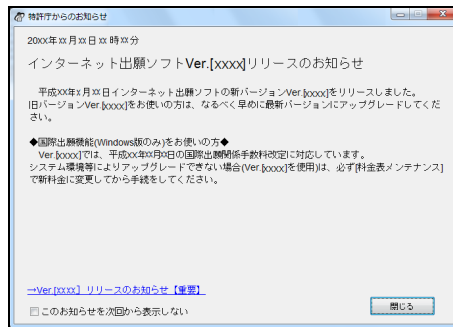 特許庁からのお知らせ
20xx年xx月xx日 xx時xx分
インターネット出願ソフトVer.[xxxx]リリースのお知らせ
平成xx年x月xx日インターネット出願ソフトの新バージョンVer.[xxxx]をリリースしました。
旧バージョンVer.[xxxx]をお使いの方は、なるべく早めに最新バージョンにアップグレードしてくだ
さい。
◆国際出願機能(Windows版のみ)をお使いの方◆
Ver.[xxxx]では、平成xx年xx月xx日の国際出願関係手数料改定に対応しています。
システム環境等によりアップグレードできない場合(Ver.[xxxx]を使用)は、必ず[料金表メンテナンス]
で新料金に変更してから手続をしてください。
→Ver.[xxxx] リリースのお知らせ【重要】
このお知らせを次回から表示しない
閉じる